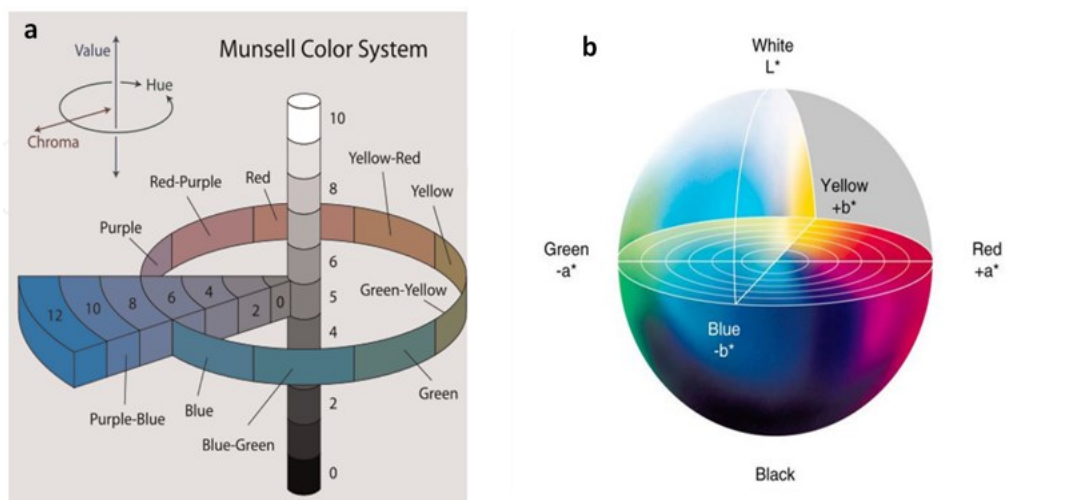 a
Munsell Color System
Value
Hue
Chroma
10
8
6
5
4
2
0
Yellow-Red
Red
Red-Purple
Yellow
Purple
Green-Yellow
12
10
8
6
4
2
0
Green
Purple-Blue
Blue
Blue-Green
b
White
L*
Yellow
+b*
Green
-a*
Red
+a*
Blue
-b*
Black